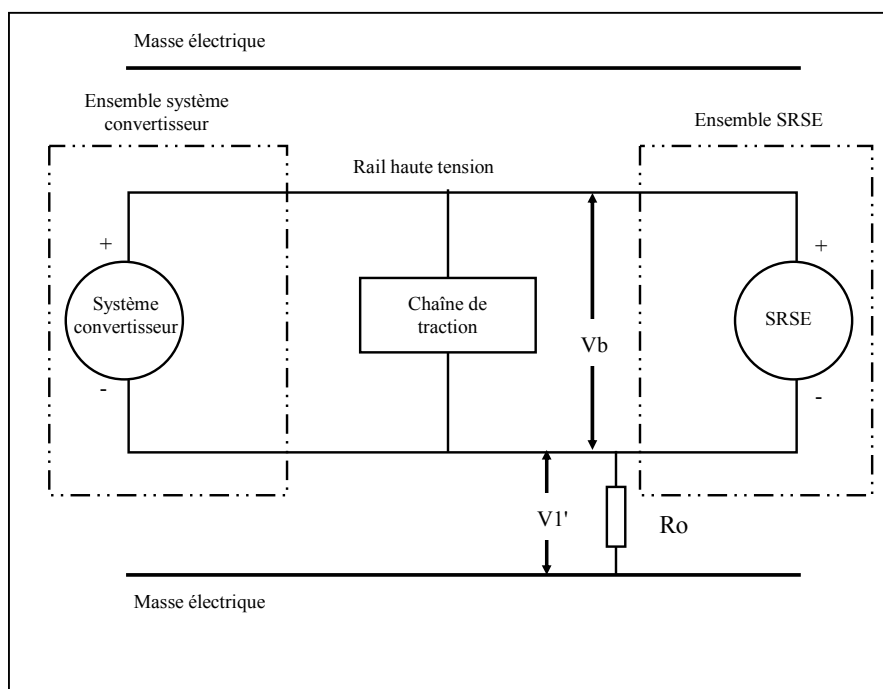 Masse électrique
Ensemble système
convertisseur
Ensemble SRSE
Rail haute tension
+
+
Système
convertisseur
Chaîne de
traction
Vb
SRSE
-
-
V1'
Ro
Masse électrique